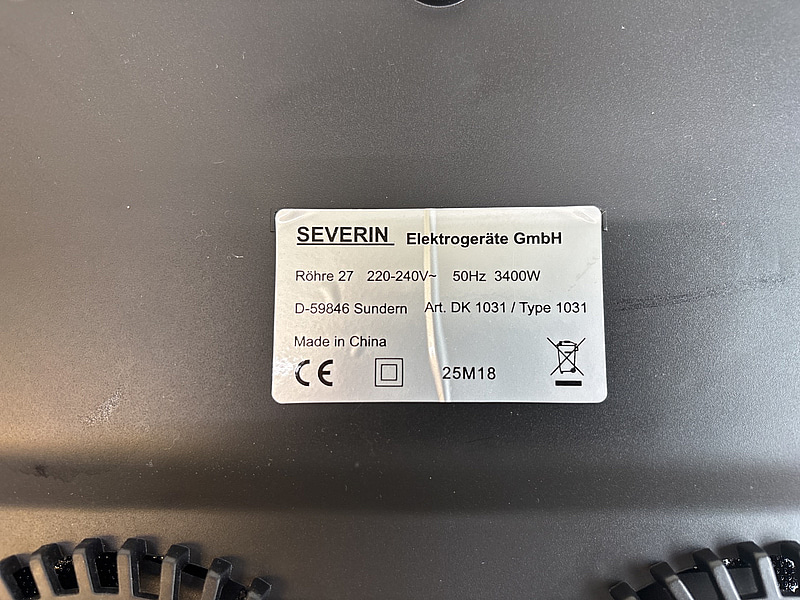 SEVERIN Elektrogeräte GmbH
Röhre 27 220-240V~ 50Hz 3400W
D-59846 Sundern Art. DK 1031 / Type 1031
Made in China
CE 25M18